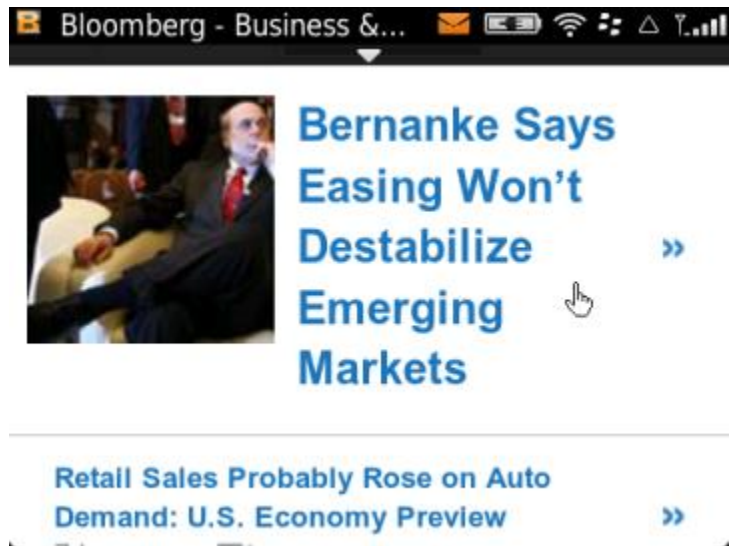 B Bloomberg - Business &...
Bernanke Says
Easing Won't
Destabilize
Emerging
Markets
»
Retail Sales Probably Rose on Auto
Demand: U.S. Economy Preview
»